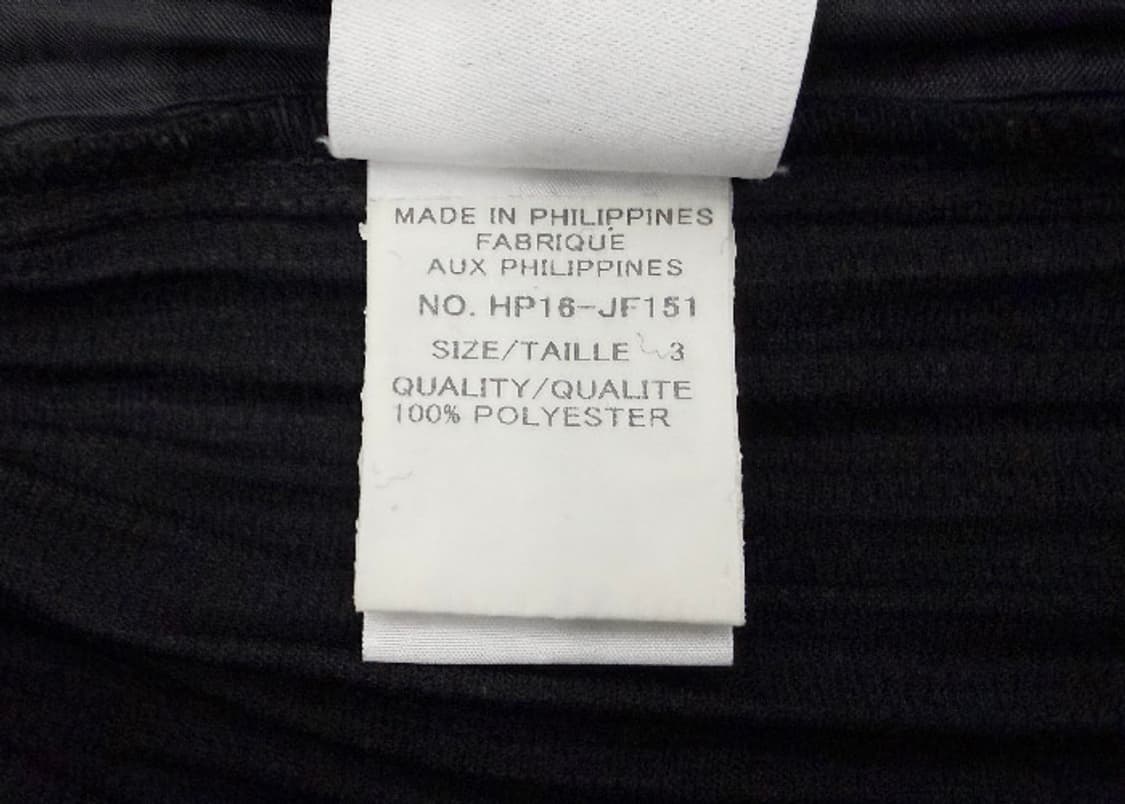 MADE IN PHILIPPINES
FABRIQUE
AUX PHILIPPINES
NO. HP16-JF151
SIZE/TAILLE 3
QUALITY/QUALITE
100% POLYESTER